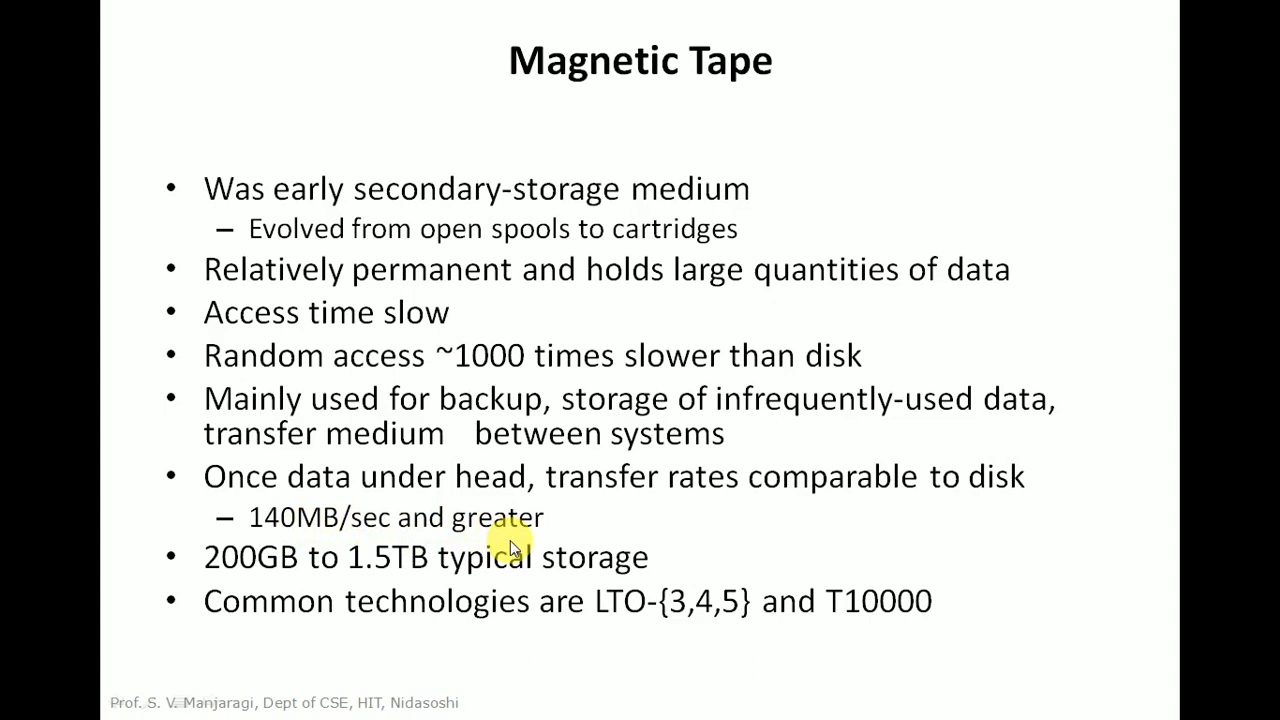 Magnetic Tape
• Was early secondary-storage medium
– Evolved from open spools to cartridges
• Relatively permanent and holds large quantities of data
• Access time slow
• Random access ~1000 times slower than disk
• Mainly used for backup, storage of infrequently-used data,
transfer medium between systems
• Once data under head, transfer rates comparable to disk
– 140MB/sec and greater
• 200GB to 1.5TB typical storage
• Common technologies are LTO-{3,4,5} and T10000
Prof. S. V. Manjaragi, Dept of CSE, HIT, Nidasoshi